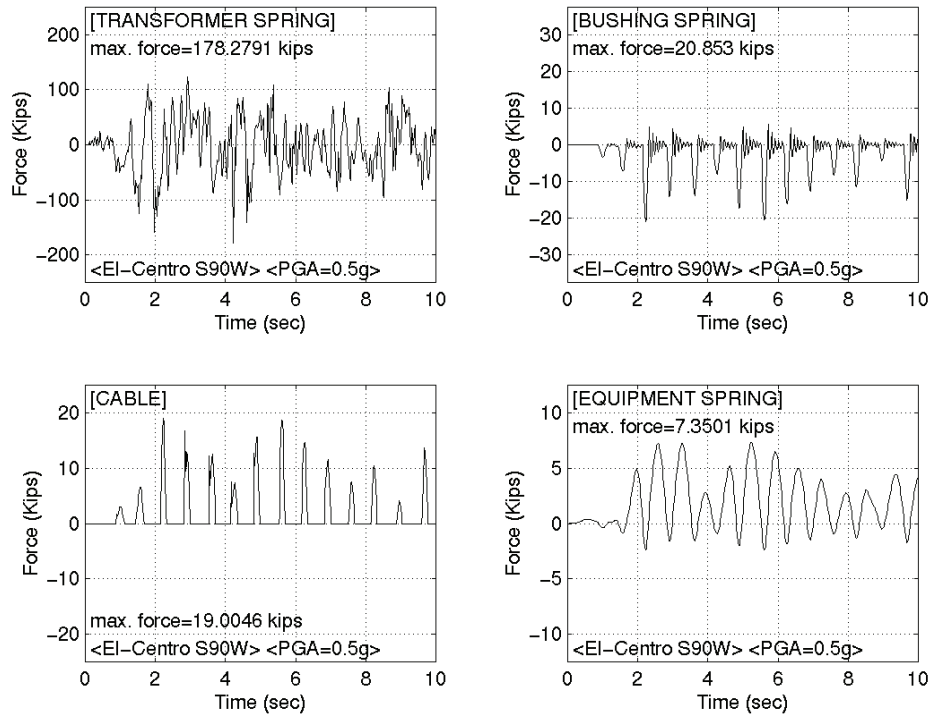 [TRANSFORMER SPRING]
max. force=178.2791 kips
Force (Kips)
200
100
0
−100
−200
<El−Centro S90W> <PGA=0.5g>
0 2 4 6 8 10
Time (sec)
[BUSHING SPRING]
max. force=20.853 kips
Force (Kips)
30
20
10
0
−10
−20
−30
<El−Centro S90W> <PGA=0.5g>
0 2 4 6 8 10
Time (sec)
[CABLE]
Force (Kips)
20
10
0
−10
−20
max. force=19.0046 kips
<El−Centro S90W> <PGA=0.5g>
0 2 4 6 8 10
Time (sec)
[EQUIPMENT SPRING]
max. force=7.3501 kips
Force (Kips)
10
5
0
−5
−10
<El−Centro S90W> <PGA=0.5g>
0 2 4 6 8 10
Time (sec)